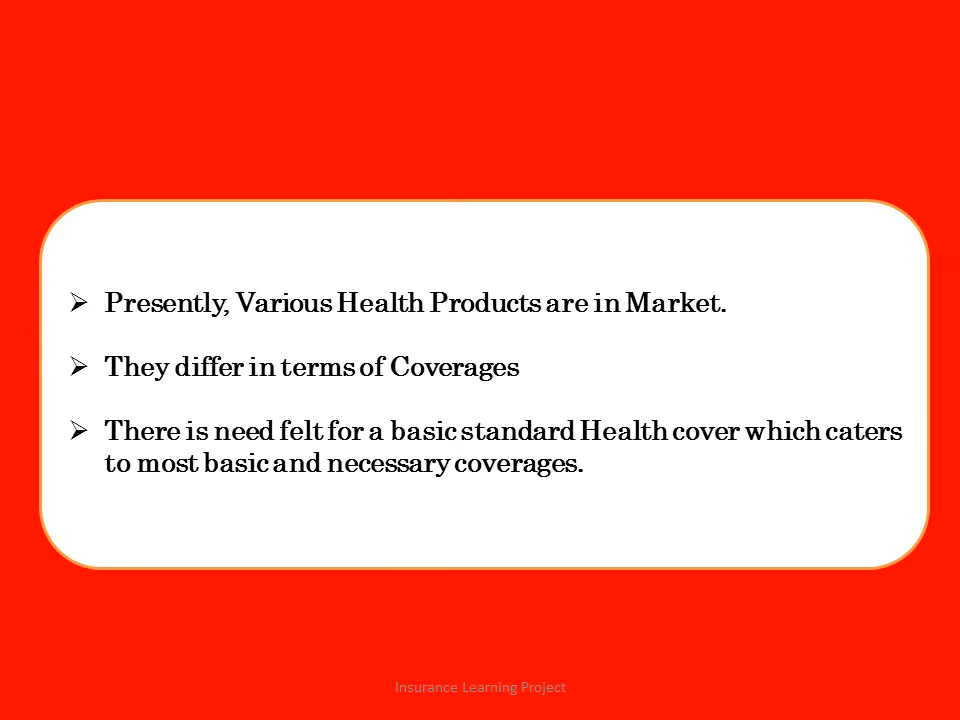 ➢ Presently, Various Health Products are in Market.
➢ They differ in terms of Coverages
➢ There is need felt for a basic standard Health cover which caters
to most basic and necessary coverages.
Insurance Learning Project